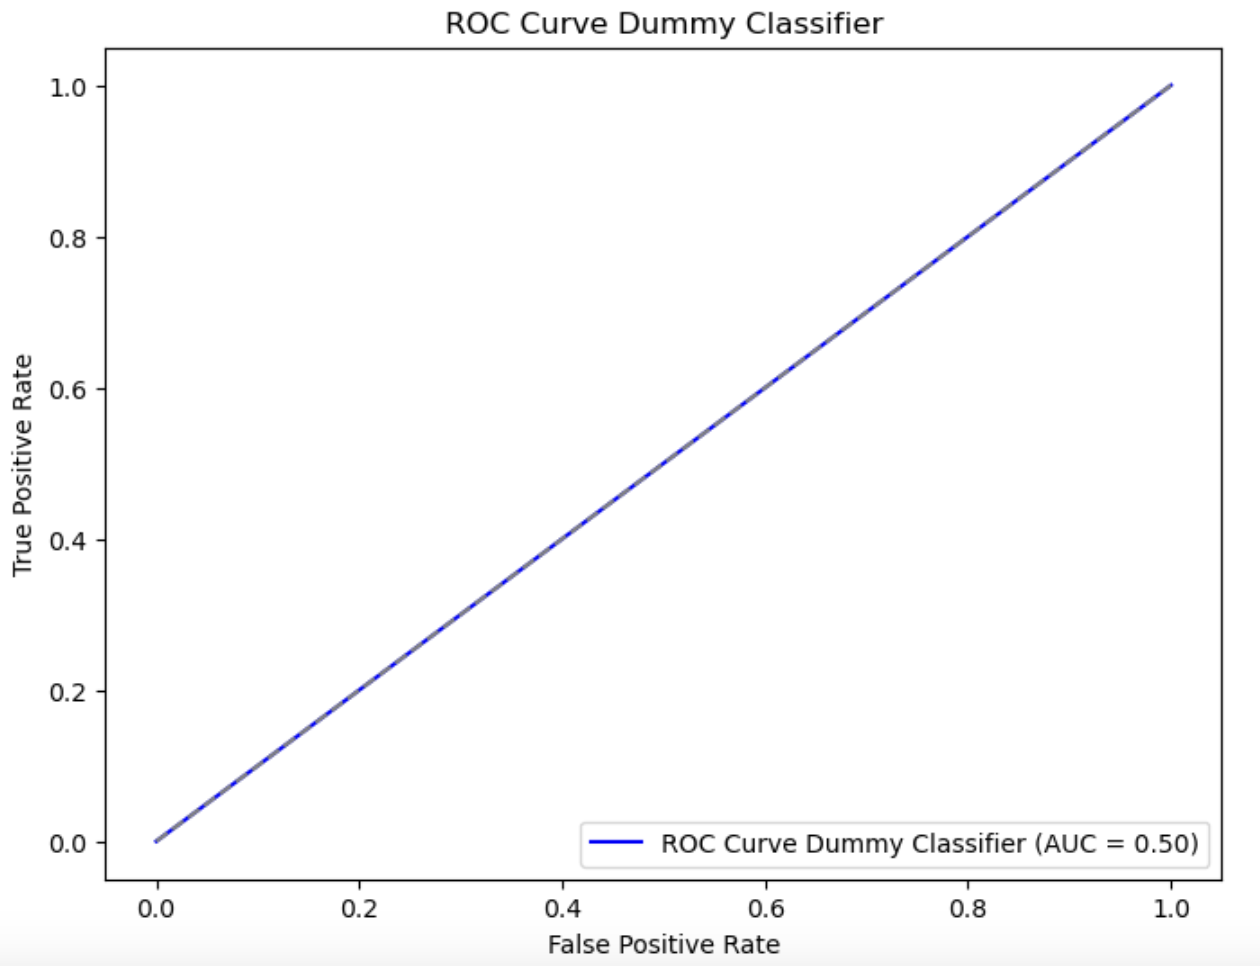 ROC Curve Dummy Classifier
1.0
0.8
0.6
0.4
0.2
0.0
True Positive Rate
ROC Curve Dummy Classifier (AUC = 0.50)
0.0 0.2 0.4 0.6 0.8 1.0
False Positive Rate